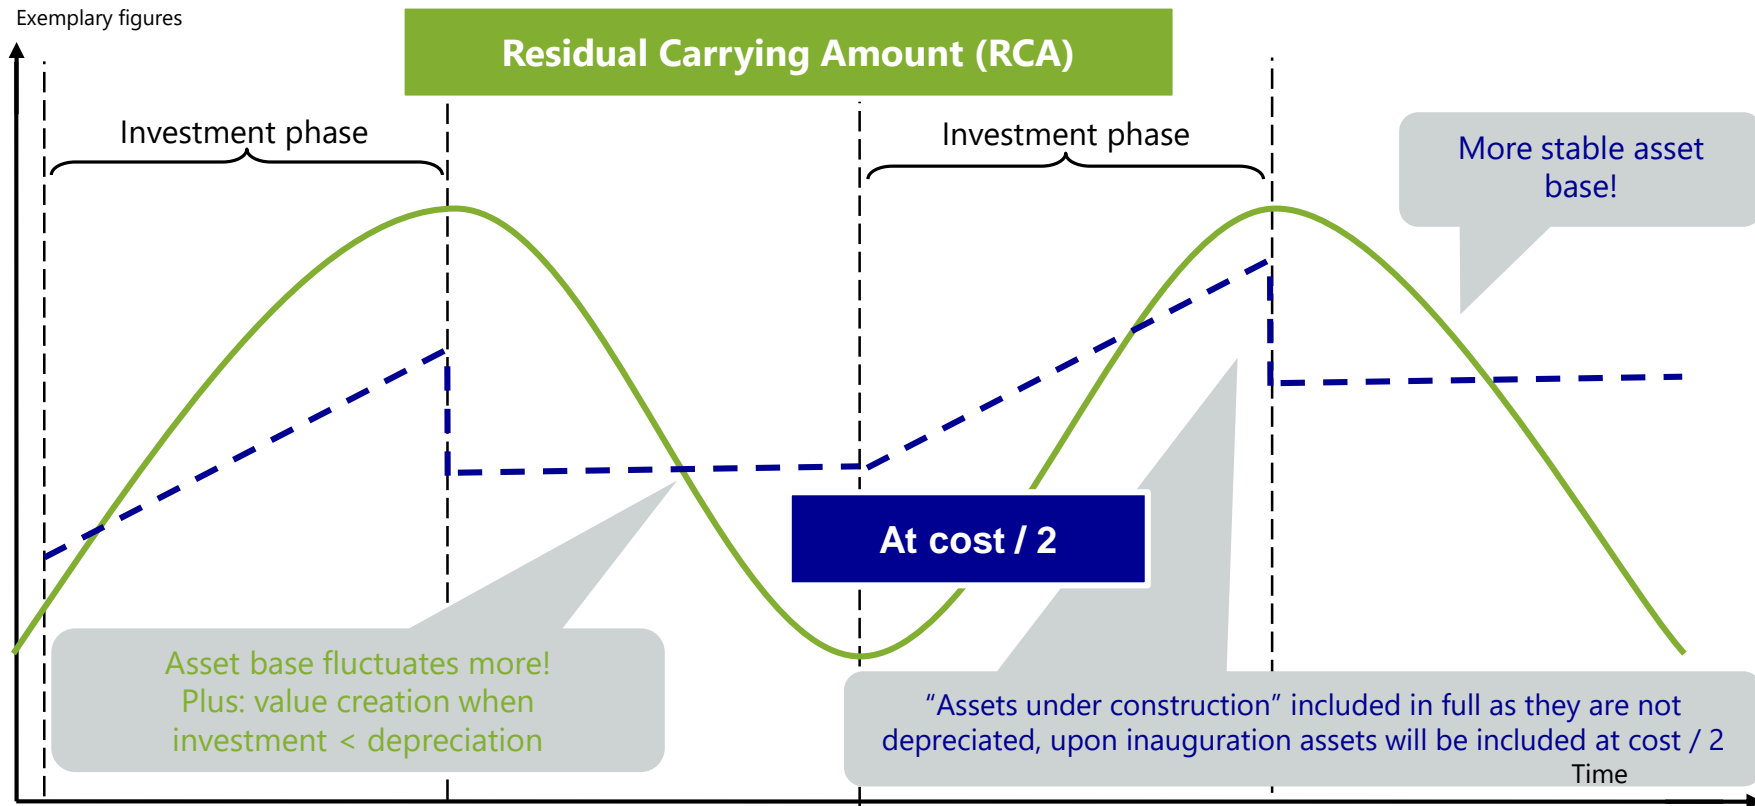 Exemplary figures
Residual Carrying Amount (RCA)
Investment phase
Investment phase
More stable asset
base!
At cost / 2
Asset base fluctuates more!
Plus: value creation when
investment < depreciation
“Assets under construction” included in full as they are not
depreciated, upon inauguration assets will be included at cost / 2
Time